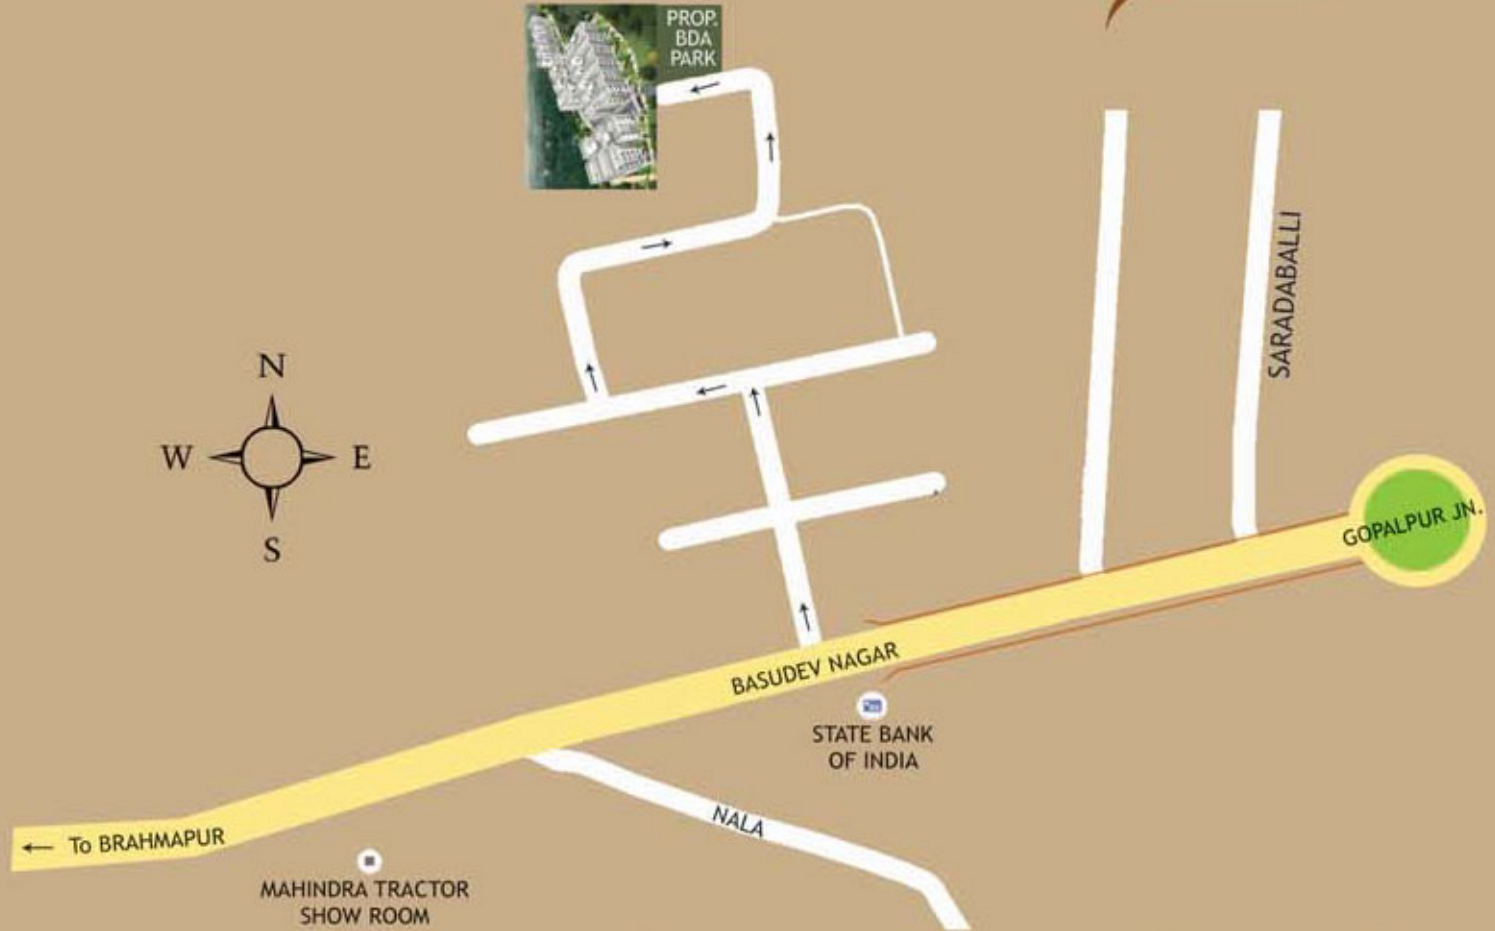 PROP.
BDA
PARK
SARADABALLI
N
W
E
S
GOPALPUR JN.
BASUDEV NAGAR
STATE BANK
OF INDIA
NALA
To BRAHMAPUR
MAHINDRA TRACTOR
SHOW ROOM